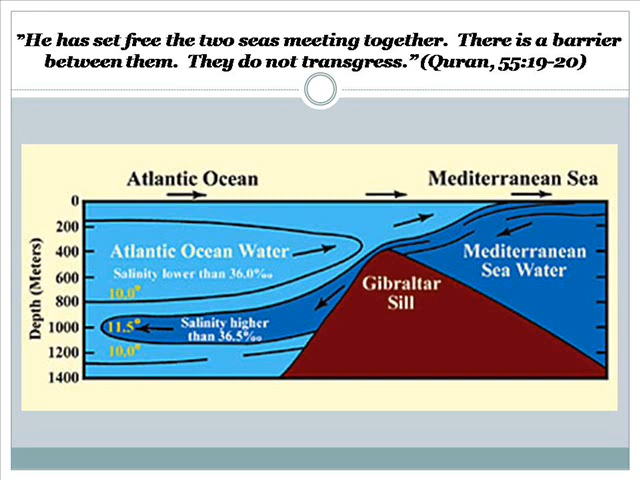 ”He has set free the two seas meeting together.  There is a barrier
between them.  They do not transgress.” (Quran, 55:19-20)
Atlantic Ocean
Mediterranean Sea
Depth (Meters)
0
200
400
600
800
1000
1200
1400
Atlantic Ocean Water
Salinity lower than 36.0‰
10.0°
11.5°
Salinity higher
than 36.5‰
10.0°
Gibraltar
Sill
Mediterranean
Sea Water